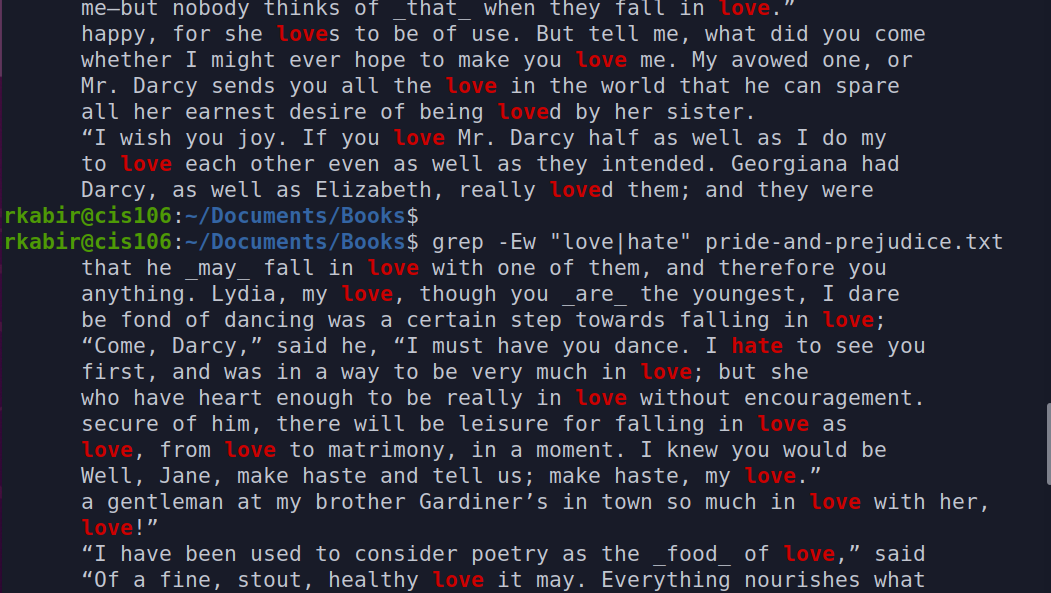 me—but nobody thinks of _that_ when they fall in love.”
happy, for she loves to be of use. But tell me, what did you come
whether I might ever hope to make you love me. My avowed one, or
Mr. Darcy sends you all the love in the world that he can spare
all her earnest desire of being loved by her sister.
“I wish you joy. If you love Mr. Darcy half as well as I do my
to love each other even as well as they intended. Georgiana had
Darcy, as well as Elizabeth, really loved them; and they were
rkabir@cis106:~/Documents/Books$
rkabir@cis106:~/Documents/Books$ grep -Ew "love|hate" pride-and-prejudice.txt
that he _may_ fall in love with one of them, and therefore you
anything. Lydia, my love, though you _are_ the youngest, I dare
be fond of dancing was a certain step towards falling in love;
“Come, Darcy,” said he, “I must have you dance. I hate to see you
first, and was in a way to be very much in love; but she
who have heart enough to be really in love without encouragement.
secure of him, there will be leisure for falling in love as
love, from love to matrimony, in a moment. I knew you would be
Well, Jane, make haste and tell us; make haste, my love.”
a gentleman at my brother Gardiner’s in town so much in love with her,
love!”
“I have been used to consider poetry as the _food_ of love,” said
“Of a fine, stout, healthy love it may. Everything nourishes what